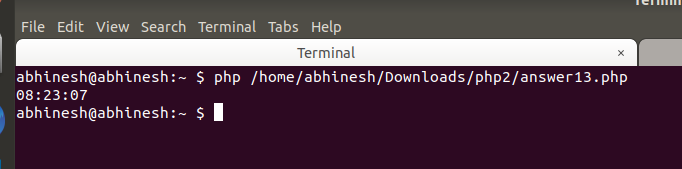 File Edit View Search Terminal Tabs Help
Terminal ×
abhinesh@abhinesh:~ $ php /home/abhinesh/Downloads/php2/answer13.php
08:23:07
abhinesh@abhinesh:~ $